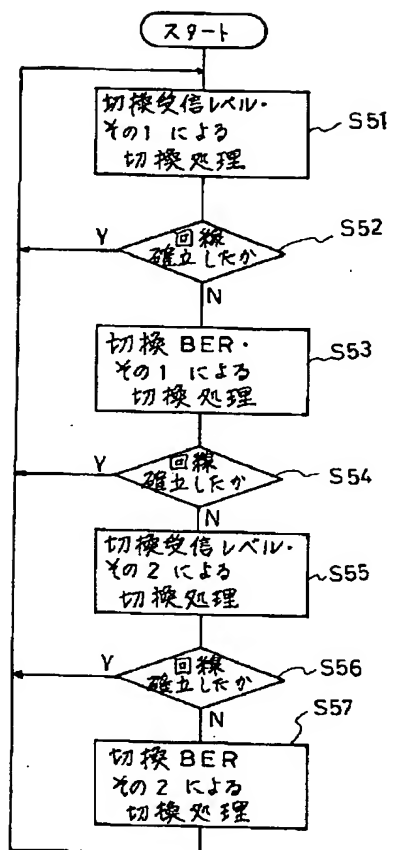 スタート
切換受信レベル・
その1 による
切換処理
S51
回線
確立したか
S52
Y
N
切換 BER・
その1 による
切換処理
S53
回線
確立したか
S54
Y
N
切換受信レベル・
その2 による
切換処理
S55
回線
確立したか
S56
Y
N
切換 BER
その2 による
切換処理
S57